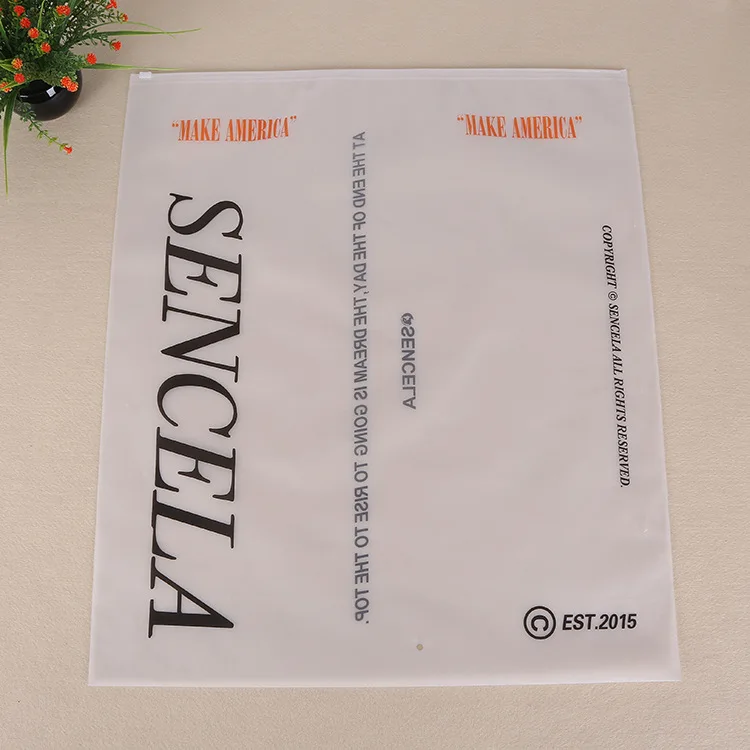 “MAKE AMERICA”
“MAKE AMERICA”
SENCELA
AT THE END OF THE DAY, THE DREAM IS GOING TO RISE TO THE TOP.
@SENCELA
COPYRIGHT © SENCELA ALL RIGHTS RESERVED.
© EST.2015